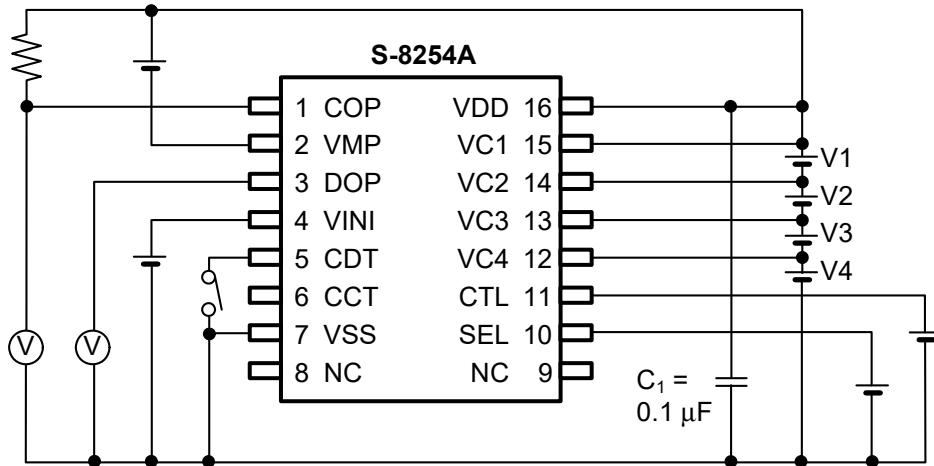 S-8254A
1 COP VDD 16
2 VMP VC1 15
3 DOP VC2 14
4 VINI VC3 13
5 CDT VC4 12
6 CCT CTL 11
7 VSS SEL 10
8 NC NC 9
V1
V2
V3
V4
V
V
C₁ =
0.1 µF